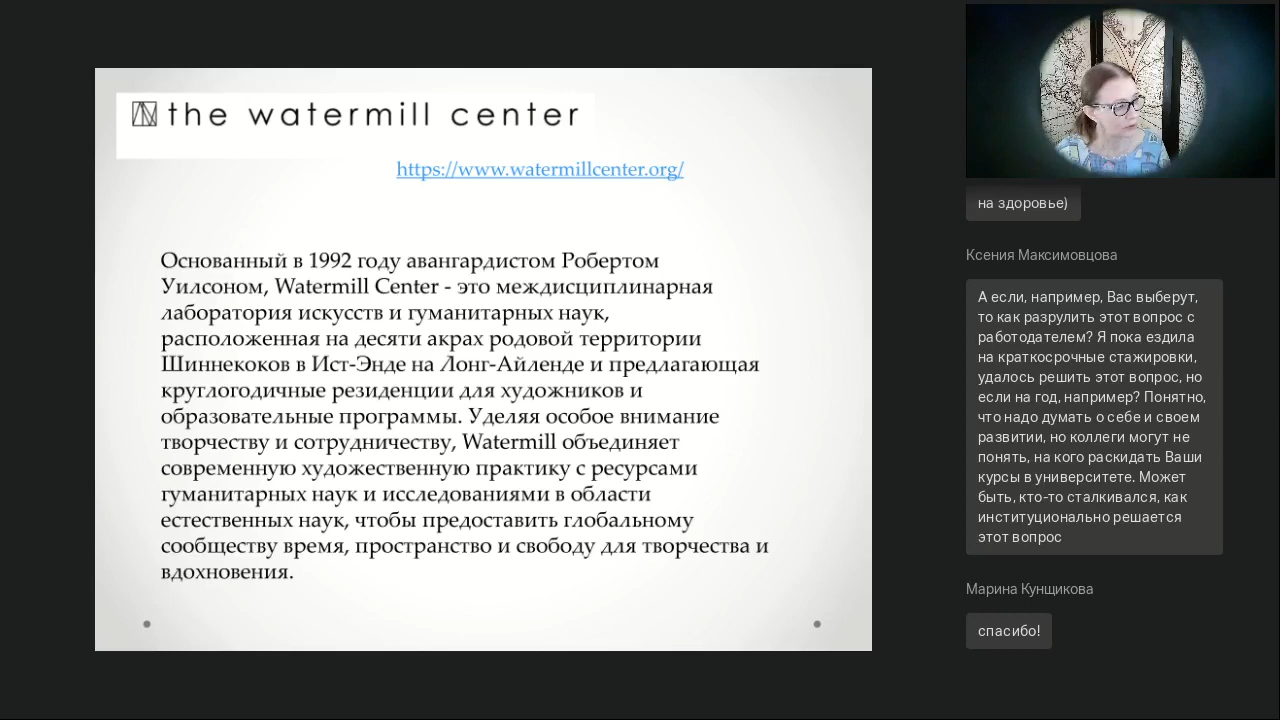 the watermill center
https://www.watermillcenter.org/
Основанный в 1992 году авангардистом Робертом
Уилсоном, Watermill Center - это междисциплинарная
лаборатория искусств и гуманитарных наук,
расположенная на десяти акрах родовой территории
Шиннекоков в Ист-Энде на Лонг-Айленде и предлагающая
круглогодичные резиденции для художников и
образовательные программы. Уделяя особое внимание
творчеству и сотрудничеству, Watermill объединяет
современную художественную практику с ресурсами
гуманитарных наук и исследованиями в области
естественных наук, чтобы предоставить глобальному
сообществу время, пространство и свободу для творчества и
вдохновения.
на здоровье)
Ксения Максимовцова
А если, например, Вас выберут,
то как разрулить этот вопрос с
работодателем? Я пока ездила
на краткосрочные стажировки,
удалось решить этот вопрос, но
если на год, например? Понятно,
что надо думать о себе и своем
развитии, но коллеги могут не
понять, на кого раскидать Ваши
курсы в университете. Может
быть, кто-то сталкивался, как
институционально решается
этот вопрос
Марина Кунщикова
спасибо!